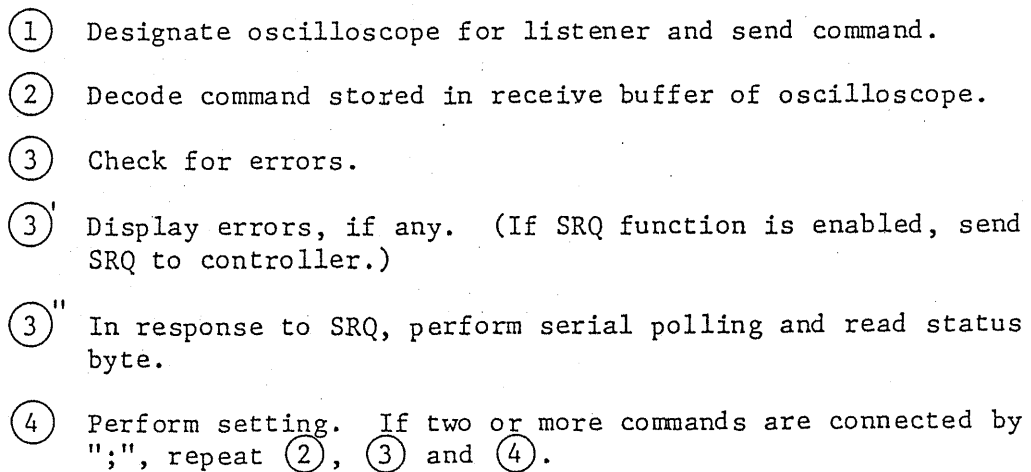 ① Designate oscilloscope for listener and send command.
② Decode command stored in receive buffer of oscilloscope.
③ Check for errors.
③' Display errors, if any. (If SRQ function is enabled, send
SRQ to controller.)
③" In response to SRQ, perform serial polling and read status
byte.
④ Perform setting. If two or more commands are connected by
";", repeat ②, ③ and ④.